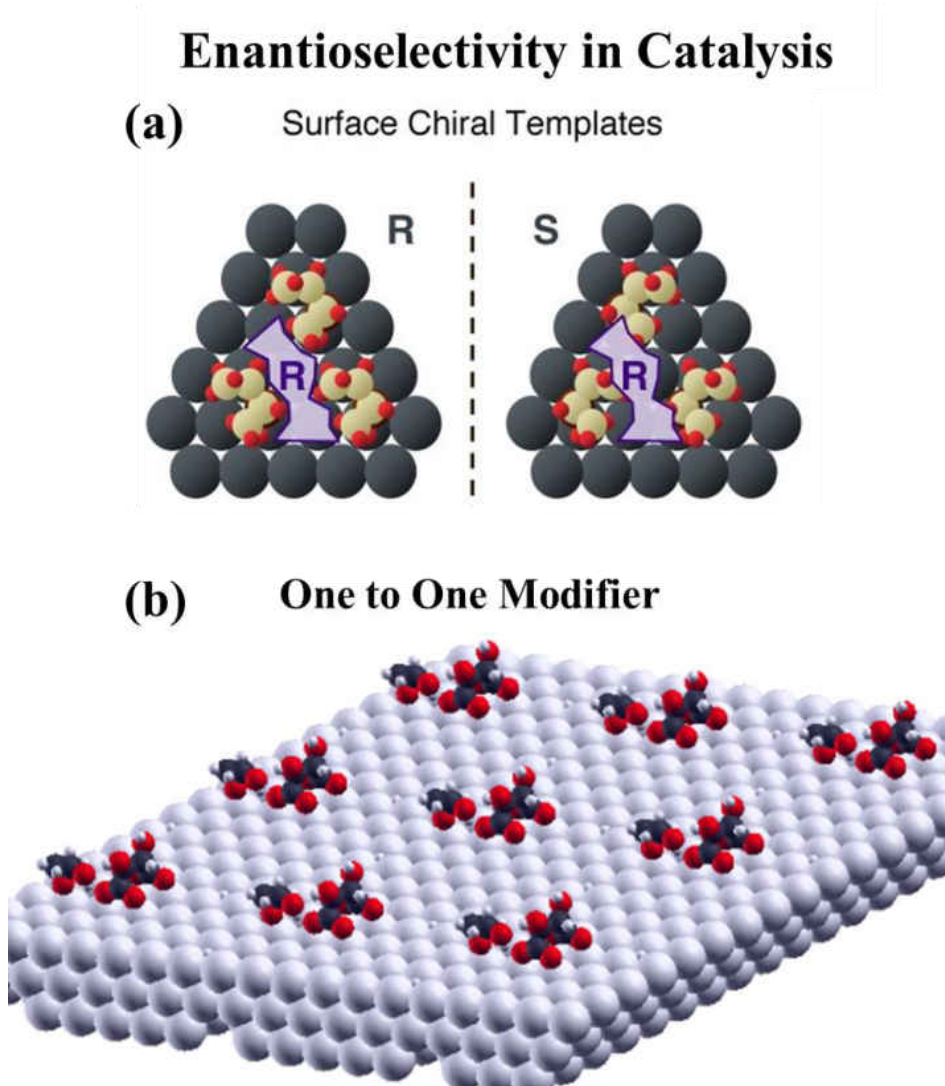 Enantioselectivity in Catalysis
(a) Surface Chiral Templates
R S
R R
(b) One to One Modifier